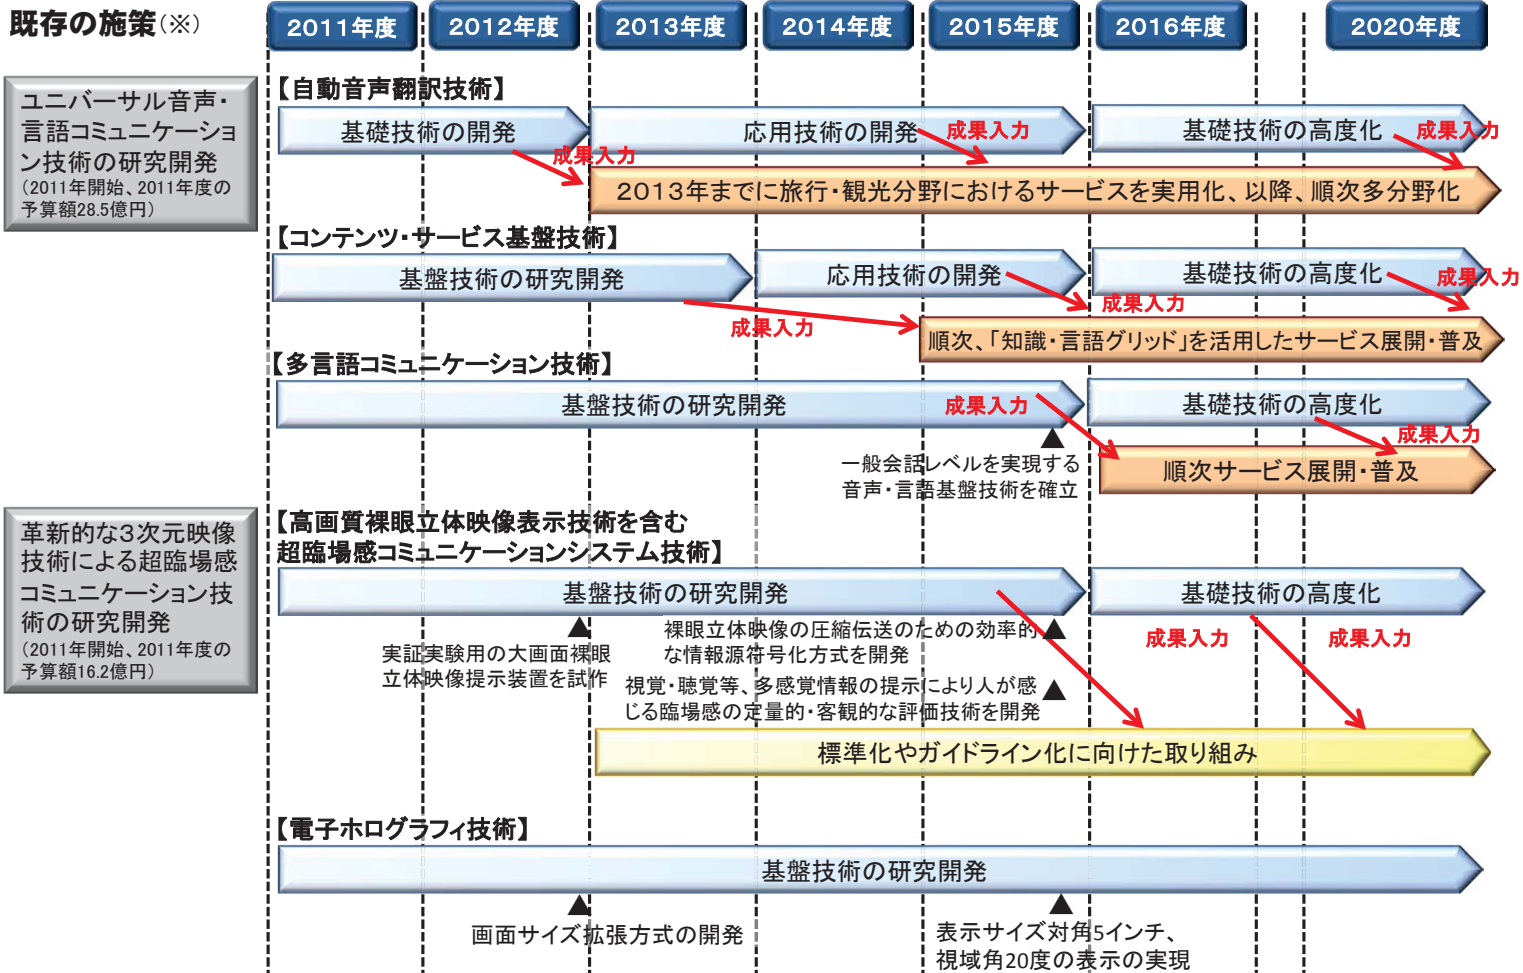 既存の施策(※)
2011年度
2012年度
2013年度
2014年度
2015年度
2016年度
2020年度
ユニバーサル音声・
言語コミュニケーショ
ン技術の研究開発
(2011年開始、2011年度の
予算額28.5億円)
【自動音声翻訳技術】
基礎技術の開発
応用技術の開発
基礎技術の高度化
成果入力
成果入力
成果入力
2013年までに旅行・観光分野におけるサービスを実用化、以降、順次多分野化
【コンテンツ・サービス基盤技術】
基盤技術の研究開発
応用技術の開発
基礎技術の高度化
成果入力
成果入力
成果入力
順次、「知識・言語グリッド」を活用したサービス展開・普及
【多言語コミュニケーション技術】
基盤技術の研究開発
成果入力
基礎技術の高度化
成果入力
一般会話レベルを実現する
音声・言語基盤技術を確立
順次サービス展開・普及
革新的な3次元映像
技術による超臨場感
コミュニケーション技
術の研究開発
(2011年開始、2011年度の
予算額16.2億円)
【高画質裸眼立体映像表示技術を含む
超臨場感コミュニケーションシステム技術】
基盤技術の研究開発
基礎技術の高度化
実証実験用の大画面裸眼
立体映像提示装置を試作
裸眼立体映像の圧縮伝送のための効率的
な情報源符号化方式を開発
視覚・聴覚等、多感覚情報の提示により人が感
じる臨場感の定量的・客観的な評価技術を開発
成果入力
成果入力
標準化やガイドライン化に向けた取り組み
【電子ホログラフィ技術】
基盤技術の研究開発
画面サイズ拡張方式の開発
表示サイズ対角5インチ、
視域角20度の表示の実現